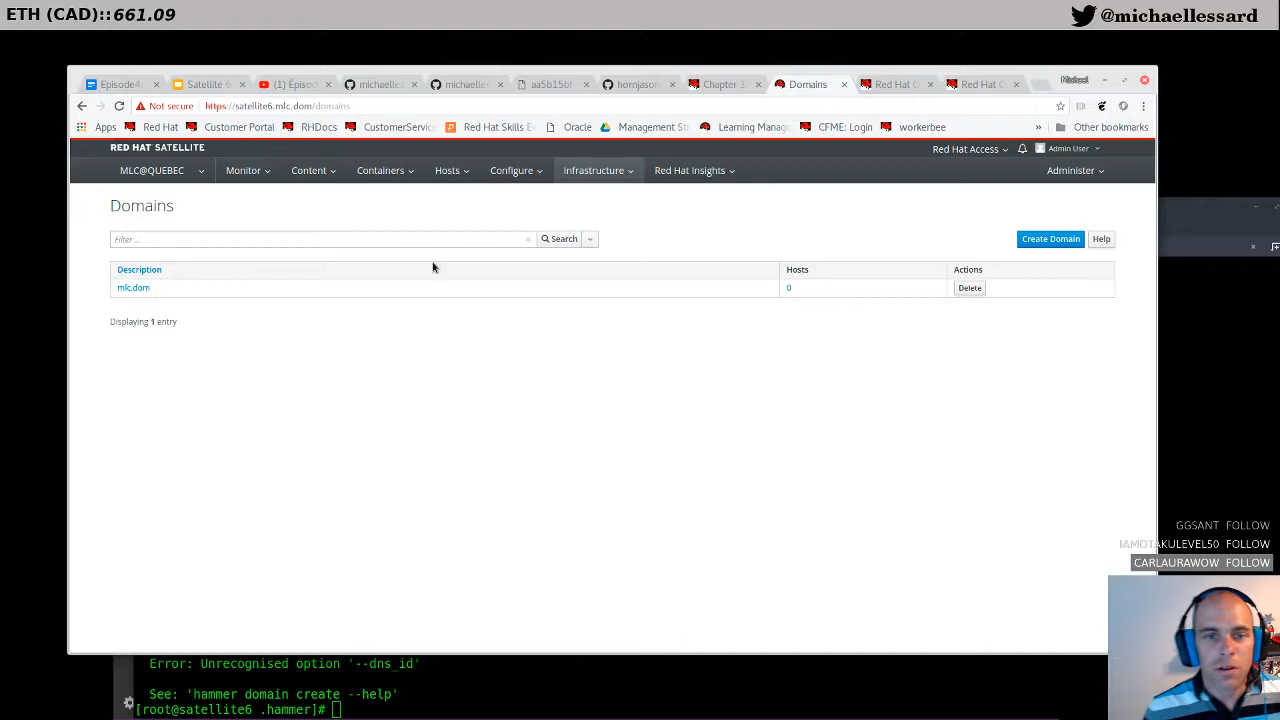 ETH (CAD)::661.09
@michaellessard
Episode4
Satellite 6
(1) Épisod
michaelles
michaelles
aa5b15bf
hornjason
Chapter 3.
Domains
Red Hat C
Red Hat C
Michael
Not secure
https://satellite6.mlc.dom/domains
Apps
Red Hat
Customer Portal
RHDocs
CustomerService
Red Hat Skills Ex
Oracle
Management St
Learning Manag
CFME: Login
workerbee
»
Other bookmarks
RED HAT SATELLITE
Red Hat Access
Admin User
MLC@QUEBEC
Monitor
Content
Containers
Hosts
Configure
Infrastructure
Red Hat Insights
Administer
Domains
Filter ...
Search
Create Domain
Help
Description
Hosts
Actions
mlc.dom
0
Delete
Displaying 1 entry
GGSANT FOLLOW
IAMOTAKULEVEL50 FOLLOW
CARLAURAWOW FOLLOW
Error: Unrecognised option '--dns_id'
See: 'hammer domain create --help'
[root@satellite6 .hammer]#